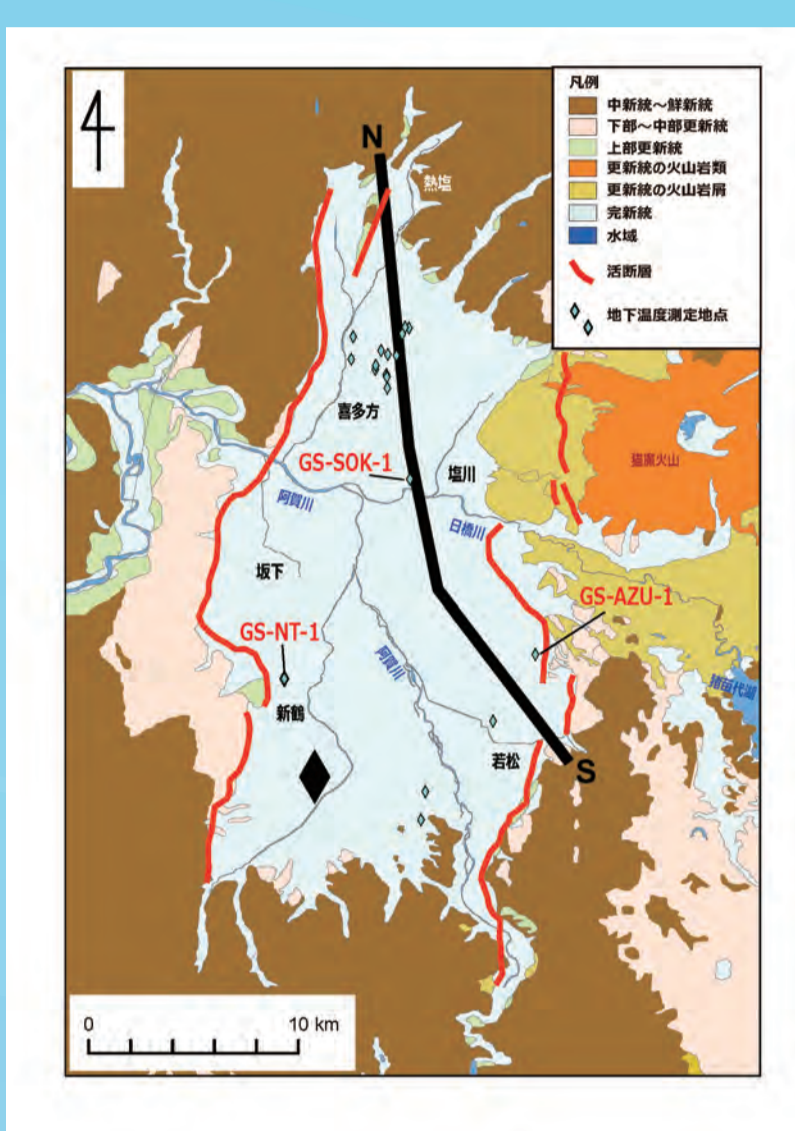 凡例
中新統～鮮新統
下部～中部更新統
上部更新統
更新統の火山岩類
更新統の火山岩屑
完新統
水域
活断層
地下温度測定地点
N
熱塩
喜多方
GS-SOK-1
塩川
猫魔火山
阿賀川
日橋川
坂下
GS-AZU-1
GS-NT-1
阿賀川
猪苗代湖
新鶴
若松
S
0 10 km